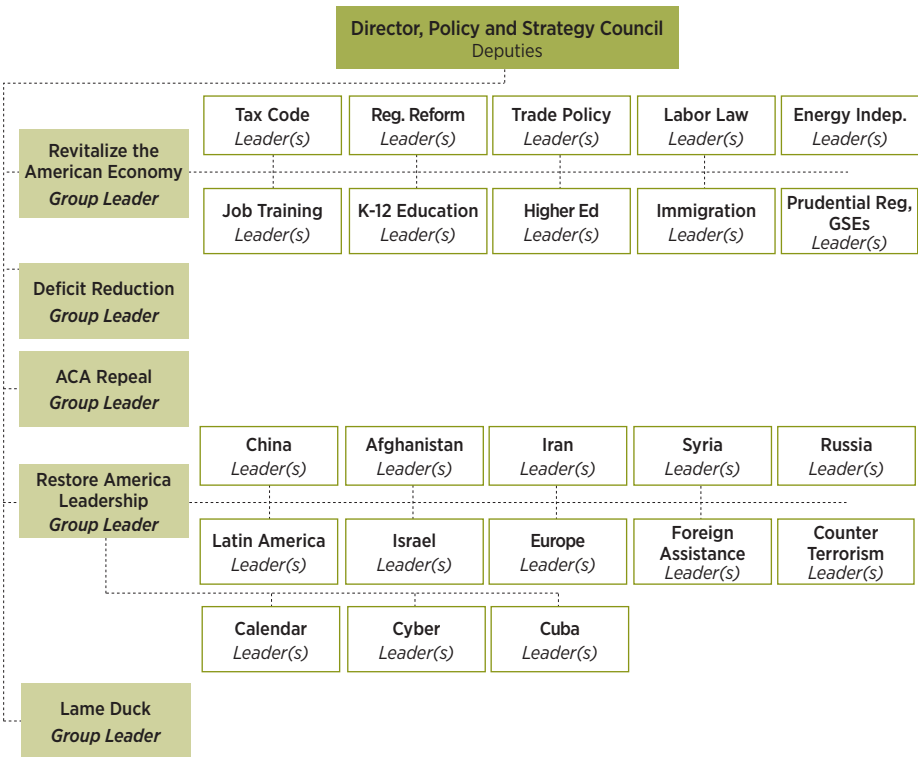 Director, Policy and Strategy Council
Deputies
Tax Code
Leader(s)
Reg. Reform
Leader(s)
Trade Policy
Leader(s)
Labor Law
Leader(s)
Energy Indep.
Leader(s)
Revitalize the
American Economy
Group Leader
Job Training
Leader(s)
K-12 Education
Leader(s)
Higher Ed
Leader(s)
Immigration
Leader(s)
Prudential Reg,
GSEs
Leader(s)
Deficit Reduction
Group Leader
ACA Repeal
Group Leader
China
Leader(s)
Afghanistan
Leader(s)
Iran
Leader(s)
Syria
Leader(s)
Russia
Leader(s)
Restore America
Leadership
Group Leader
Latin America
Leader(s)
Israel
Leader(s)
Europe
Leader(s)
Foreign
Assistance
Leader(s)
Counter
Terrorism
Leader(s)
Calendar
Leader(s)
Cyber
Leader(s)
Cuba
Leader(s)
Lame Duck
Group Leader